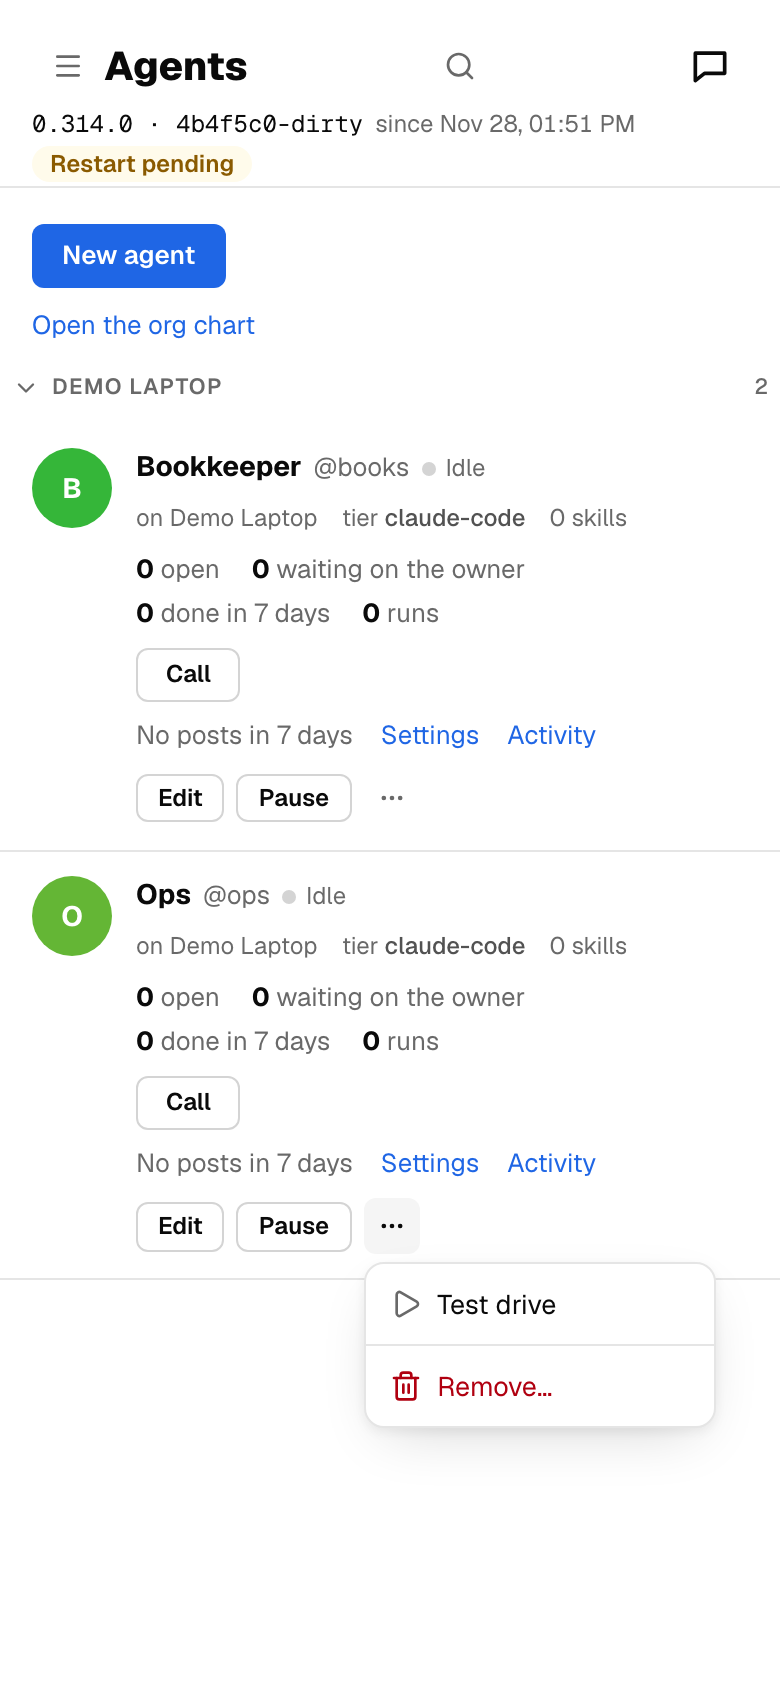 Agents
0.314.0 · 4b4f5c0-dirty since Nov 28, 01:51 PM
Restart pending
New agent
Open the org chart
DEMO LAPTOP 2
B
Bookkeeper @books Idle
on Demo Laptop tier claude-code 0 skills
0 open 0 waiting on the owner
0 done in 7 days 0 runs
Call
No posts in 7 days Settings Activity
Edit Pause ...
O
Ops @ops Idle
on Demo Laptop tier claude-code 0 skills
0 open 0 waiting on the owner
0 done in 7 days 0 runs
Call
No posts in 7 days Settings Activity
Edit Pause ...
Test drive
Remove...